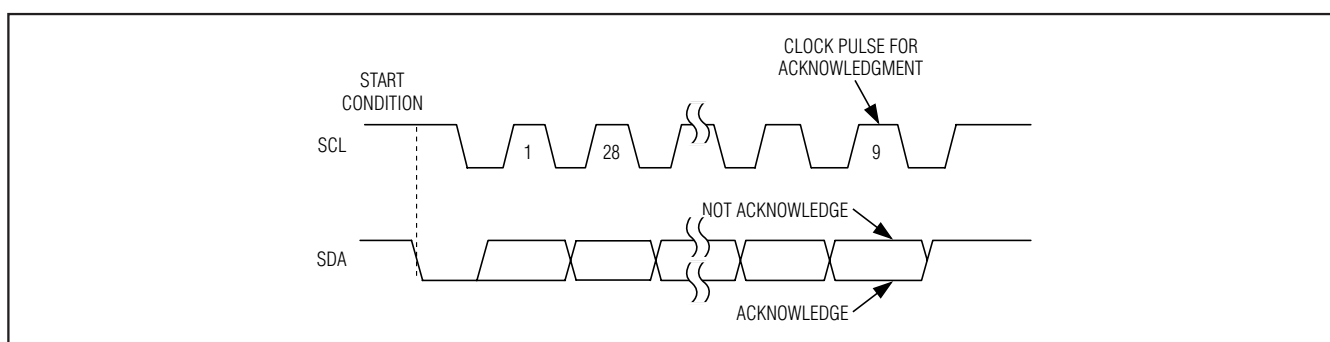 CLOCK PULSE FOR
ACKNOWLEDGMENT
START
CONDITION
SCL
1
28
9
NOT ACKNOWLEDGE
SDA
ACKNOWLEDGE